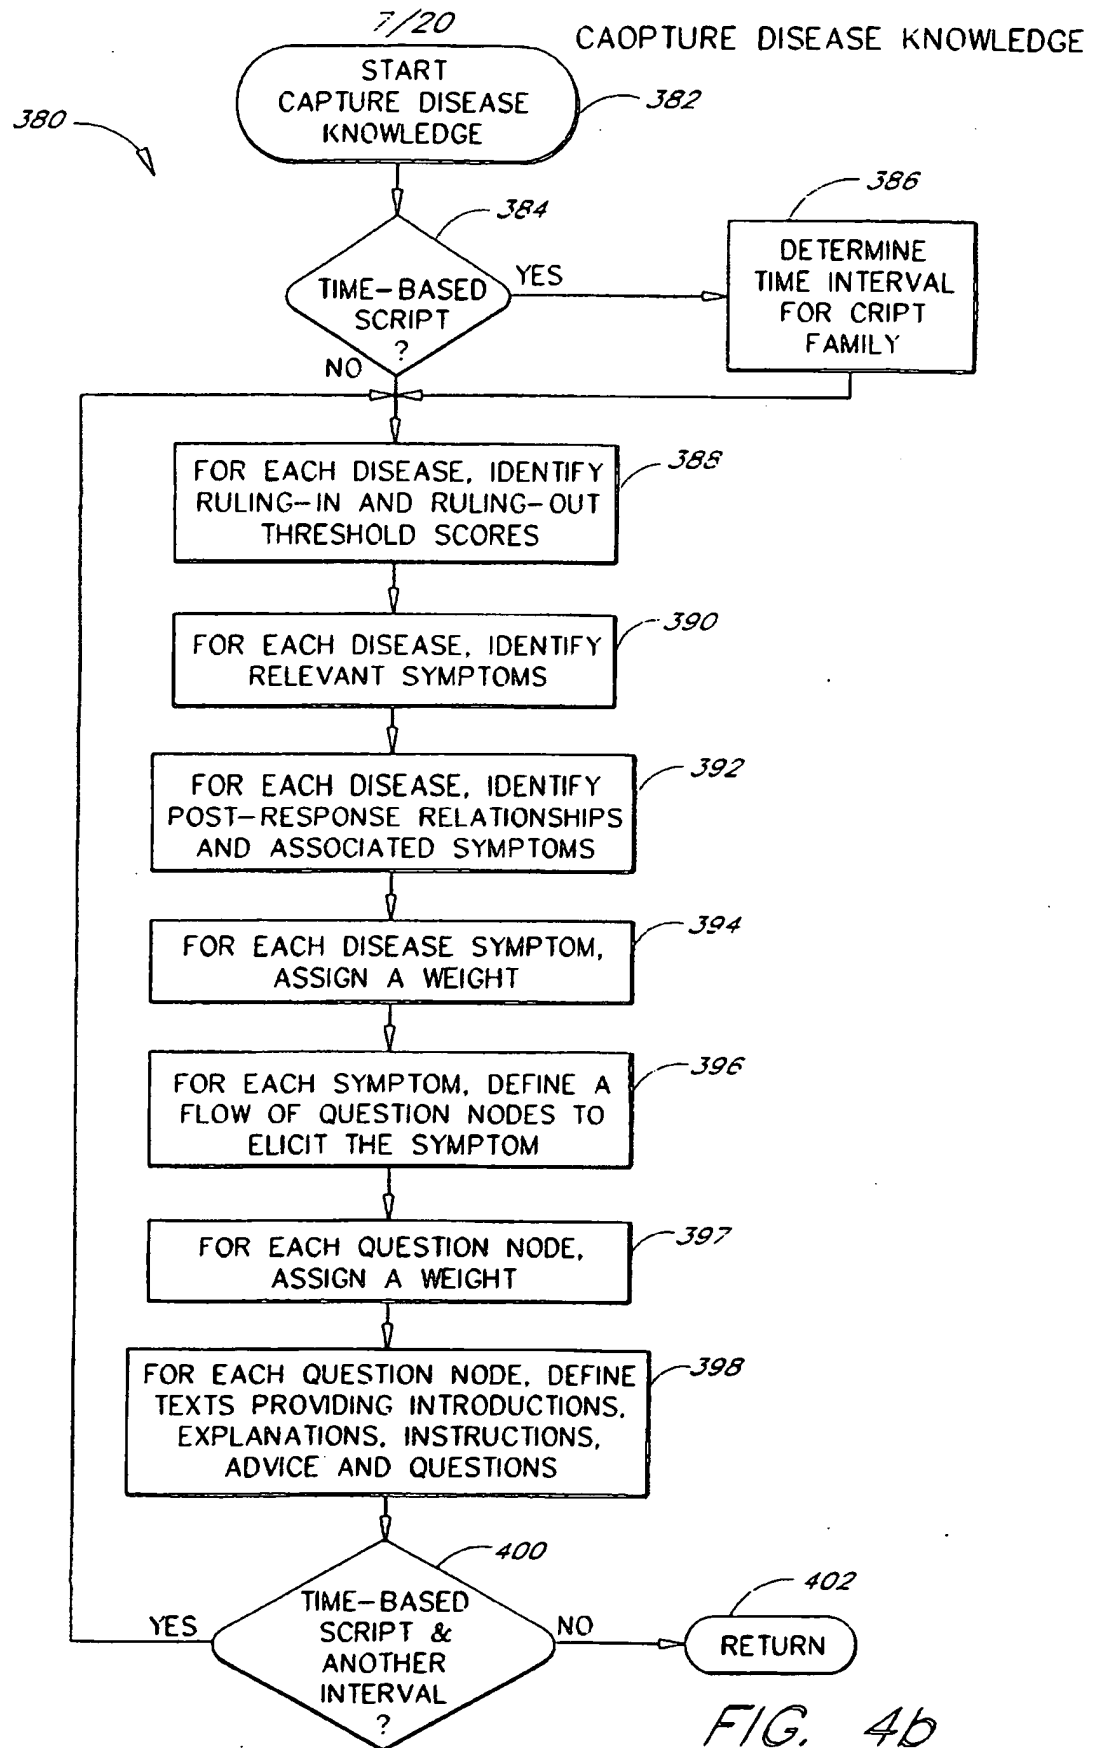 7/20
CAOPTURE DISEASE KNOWLEDGE
START
CAPTURE DISEASE
KNOWLEDGE
382
380
384
386
TIME-BASED
SCRIPT
?
YES
NO
DETERMINE
TIME INTERVAL
FOR CRIPT
FAMILY
FOR EACH DISEASE, IDENTIFY
RULING-IN AND RULING-OUT
THRESHOLD SCORES
388
FOR EACH DISEASE, IDENTIFY
RELEVANT SYMPTOMS
390
FOR EACH DISEASE, IDENTIFY
POST-RESPONSE RELATIONSHIPS
AND ASSOCIATED SYMPTOMS
392
FOR EACH DISEASE SYMPTOM,
ASSIGN A WEIGHT
394
FOR EACH SYMPTOM, DEFINE A
FLOW OF QUESTION NODES TO
ELICIT THE SYMPTOM
396
FOR EACH QUESTION NODE,
ASSIGN A WEIGHT
397
FOR EACH QUESTION NODE, DEFINE
TEXTS PROVIDING INTRODUCTIONS,
EXPLANATIONS, INSTRUCTIONS,
ADVICE AND QUESTIONS
398
400
TIME-BASED
SCRIPT &
ANOTHER
INTERVAL
?
YES
NO
402
RETURN
FIG. 4b